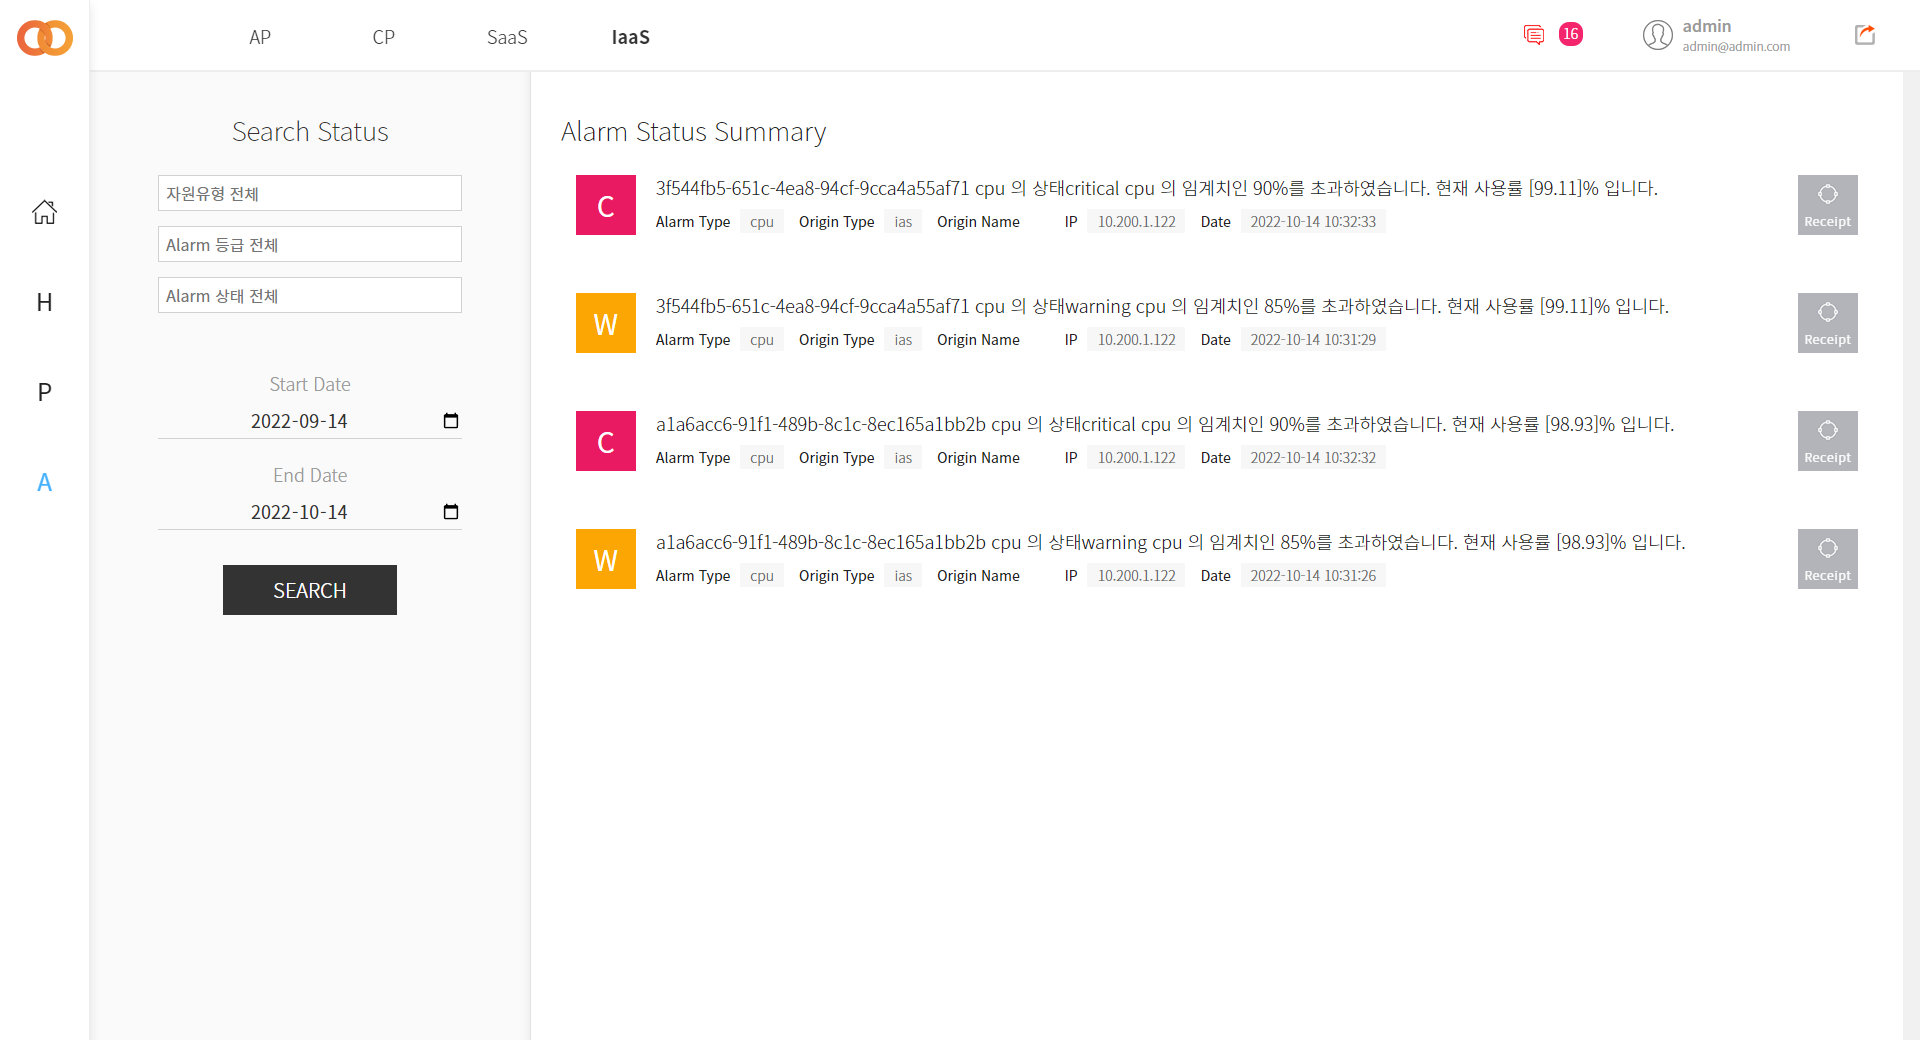 AP CP SaaS IaaS 16 admin
admin@admin.com
H
P
A
Search Status
자원유형 전체
Alarm 등급 전체
Alarm 상태 전체
Start Date
2022-09-14
End Date
2022-10-14
SEARCH
Alarm Status Summary
C
3f544fb5-651c-4ea8-94cf-9cca4a55af71 cpu 의 상태critical cpu 의 임계치인 90%를 초과하였습니다. 현재 사용률 [99.11]% 입니다.
Alarm Type cpu Origin Type ias Origin Name IP 10.200.1.122 Date 2022-10-14 10:32:33
Receipt
W
3f544fb5-651c-4ea8-94cf-9cca4a55af71 cpu 의 상태warning cpu 의 임계치인 85%를 초과하였습니다. 현재 사용률 [99.11]% 입니다.
Alarm Type cpu Origin Type ias Origin Name IP 10.200.1.122 Date 2022-10-14 10:31:29
Receipt
C
a1a6acc6-91f1-489b-8c1c-8ec165a1bb2b cpu 의 상태critical cpu 의 임계치인 90%를 초과하였습니다. 현재 사용률 [98.93]% 입니다.
Alarm Type cpu Origin Type ias Origin Name IP 10.200.1.122 Date 2022-10-14 10:32:32
Receipt
W
a1a6acc6-91f1-489b-8c1c-8ec165a1bb2b cpu 의 상태warning cpu 의 임계치인 85%를 초과하였습니다. 현재 사용률 [98.93]% 입니다.
Alarm Type cpu Origin Type ias Origin Name IP 10.200.1.122 Date 2022-10-14 10:31:26
Receipt